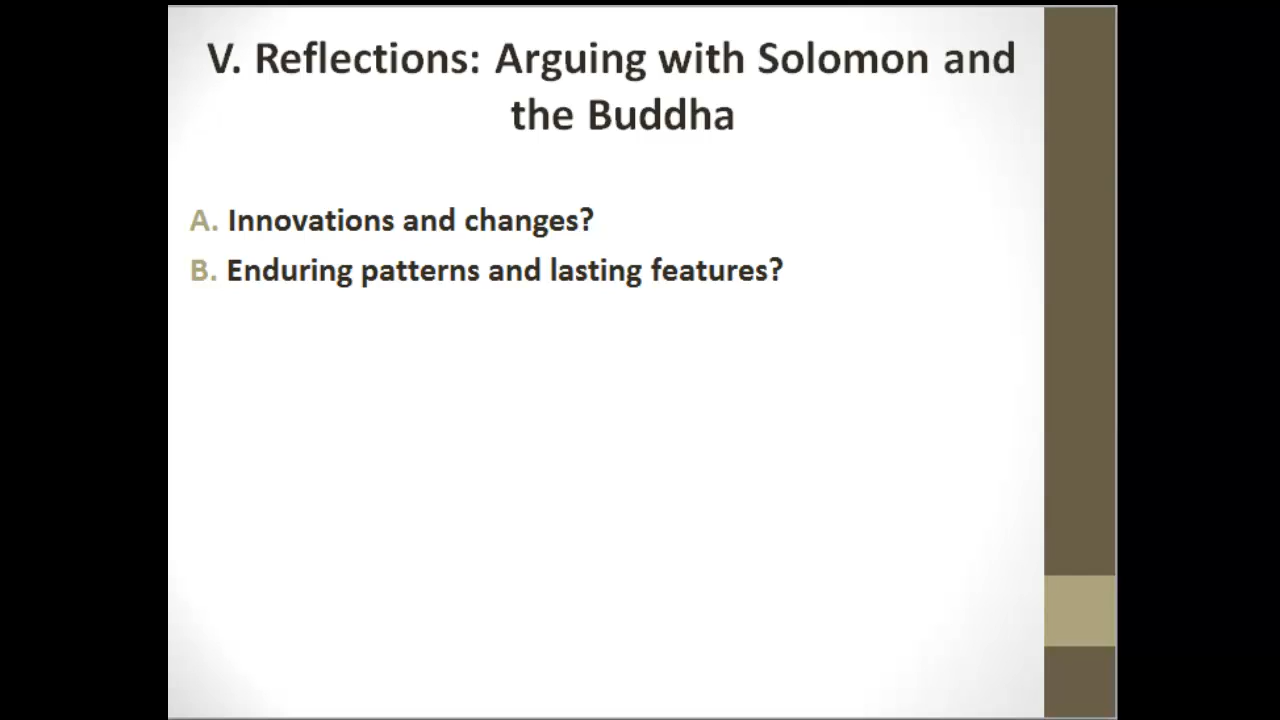 V. Reflections: Arguing with Solomon and
the Buddha
A. Innovations and changes?
B. Enduring patterns and lasting features?